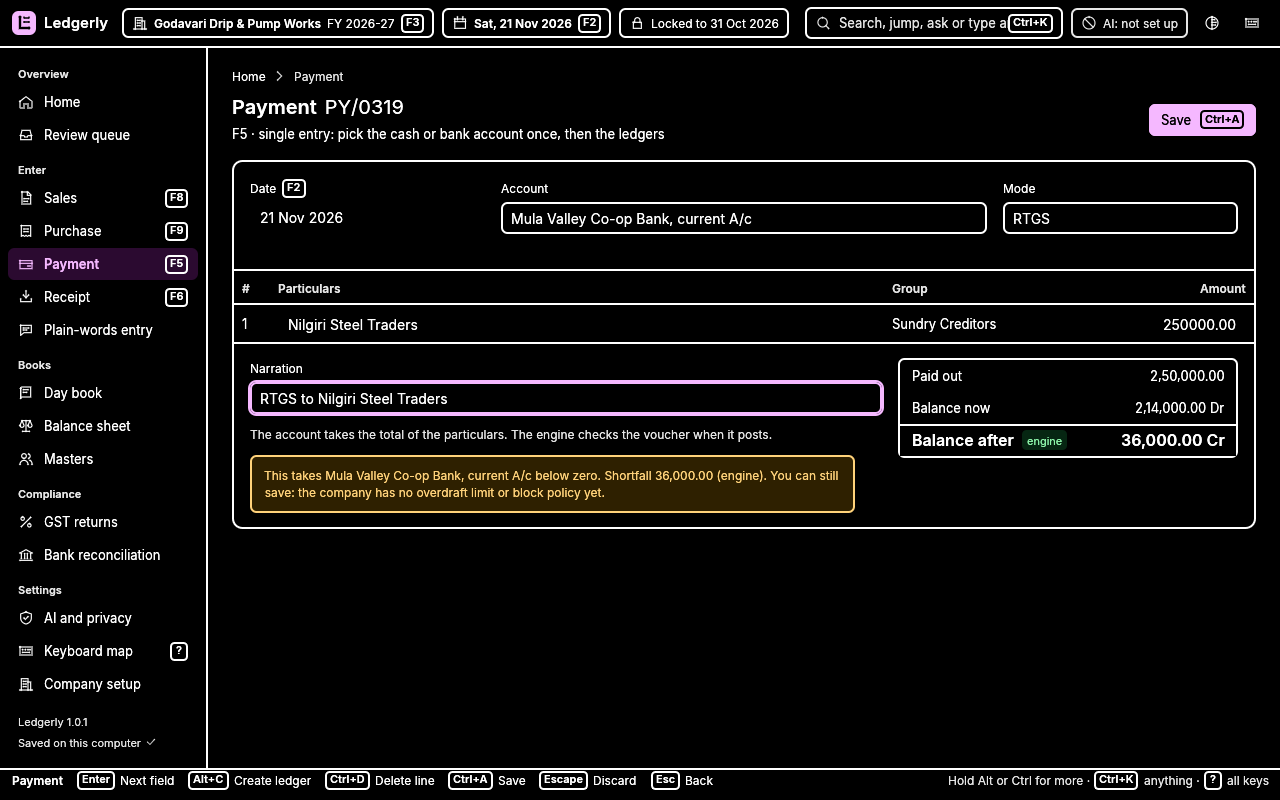 Ledgerly
Godavari Drip & Pump Works FY 2026-27 F3
Sat, 21 Nov 2026 F2
Locked to 31 Oct 2026
Search, jump, ask or type a Ctrl+K
AI: not set up
Overview
Home
Review queue
Enter
Sales F8
Purchase F9
Payment F5
Receipt F6
Plain-words entry
Books
Day book
Balance sheet
Masters
Compliance
GST returns
Bank reconciliation
Settings
AI and privacy
Keyboard map ?
Company setup
Ledgerly 1.0.1
Saved on this computer
Home Payment
Payment PY/0319
F5 · single entry: pick the cash or bank account once, then the ledgers
Save Ctrl+A
Date F2
21 Nov 2026
Account
Mula Valley Co-op Bank, current A/c
Mode
RTGS
# Particulars Group Amount
1 Nilgiri Steel Traders Sundry Creditors 250000.00
Narration
RTGS to Nilgiri Steel Traders
The account takes the total of the particulars. The engine checks the voucher when it posts.
This takes Mula Valley Co-op Bank, current A/c below zero. Shortfall 36,000.00 (engine). You can still
save: the company has no overdraft limit or block policy yet.
Paid out 2,50,000.00
Balance now 2,14,000.00 Dr
Balance after engine 36,000.00 Cr
Payment Enter Next field Alt+C Create ledger Ctrl+D Delete line Ctrl+A Save Escape Discard Esc Back
Hold Alt or Ctrl for more · Ctrl+K anything · ? all keys